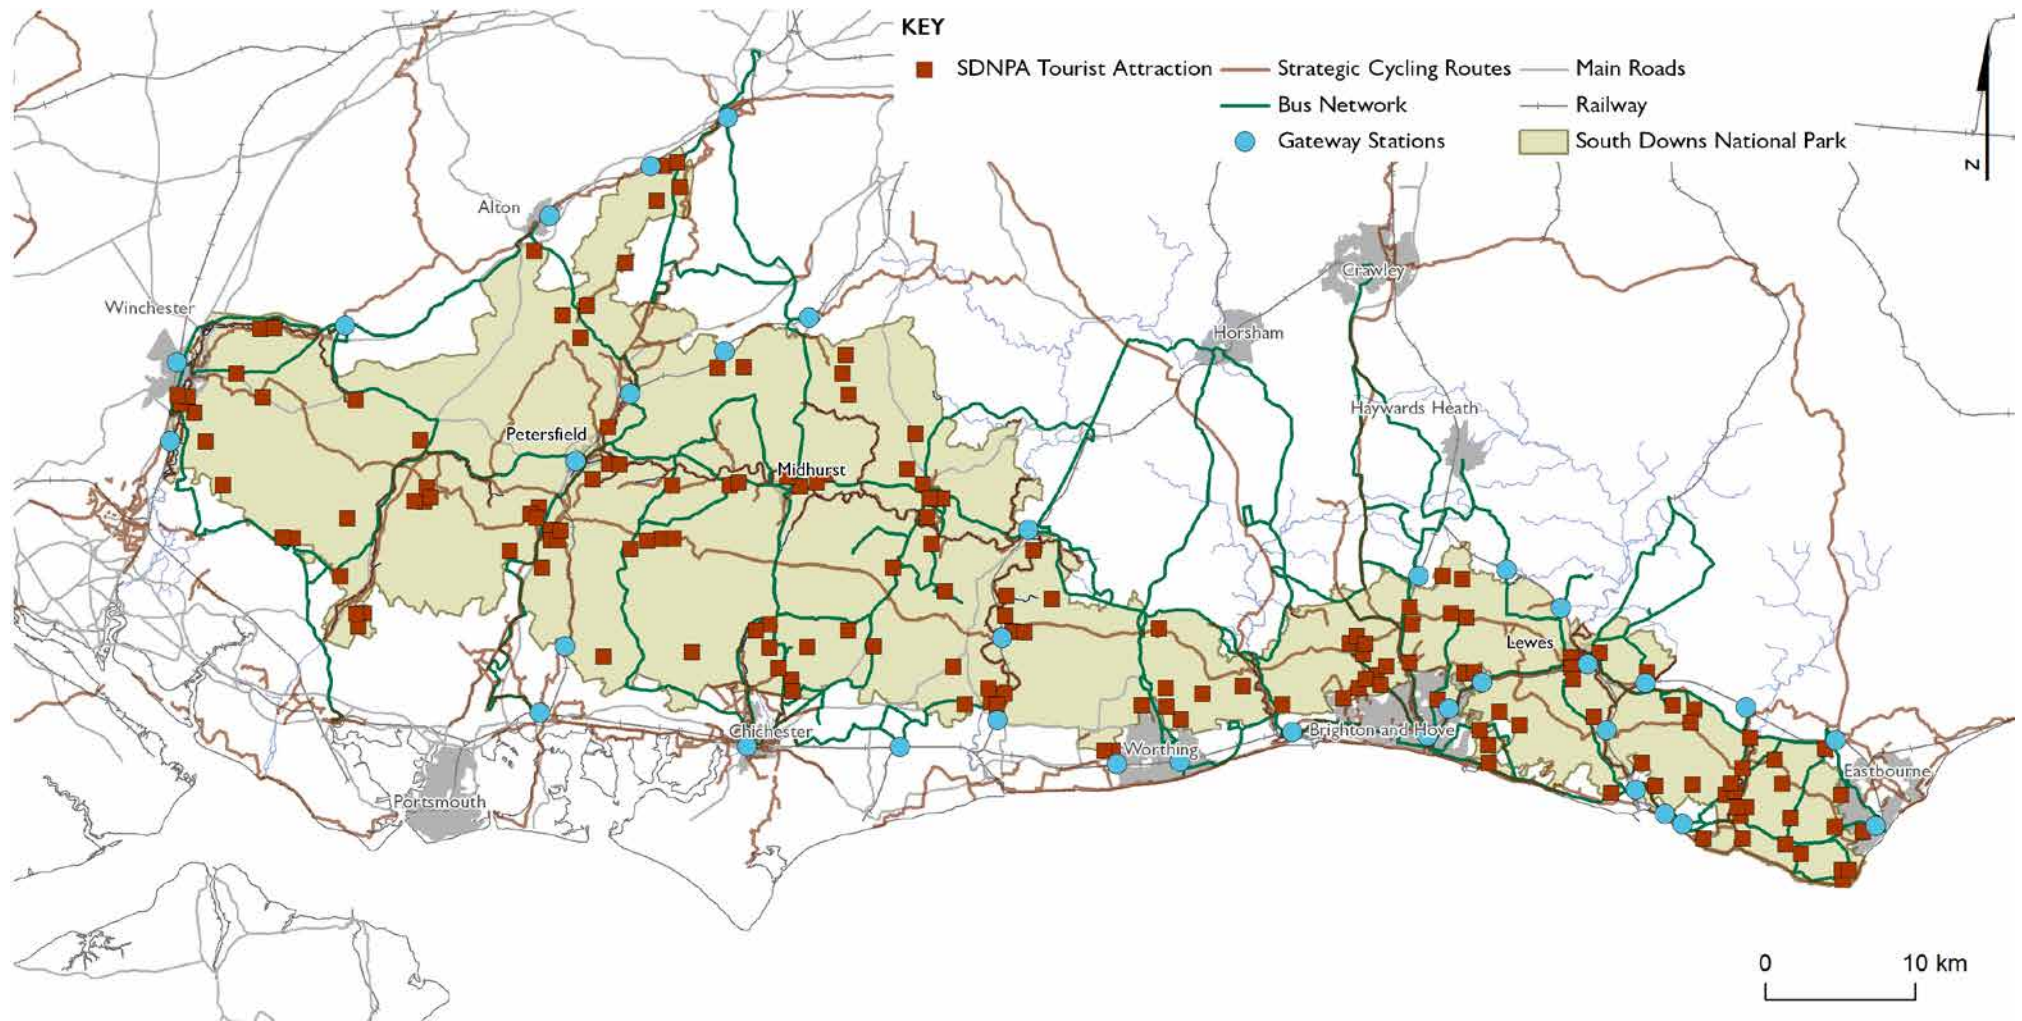 KEY
SDNPA Tourist Attraction
Strategic Cycling Routes
Main Roads
Bus Network
Railway
Gateway Stations
South Downs National Park
N
Alton
Winchester
Crawley
Horsham
Haywards Heath
Petersfield
Midhurst
Lewes
Chichester
Brighton and Hove
Worthing
Eastbourne
Portsmouth
0 10 km